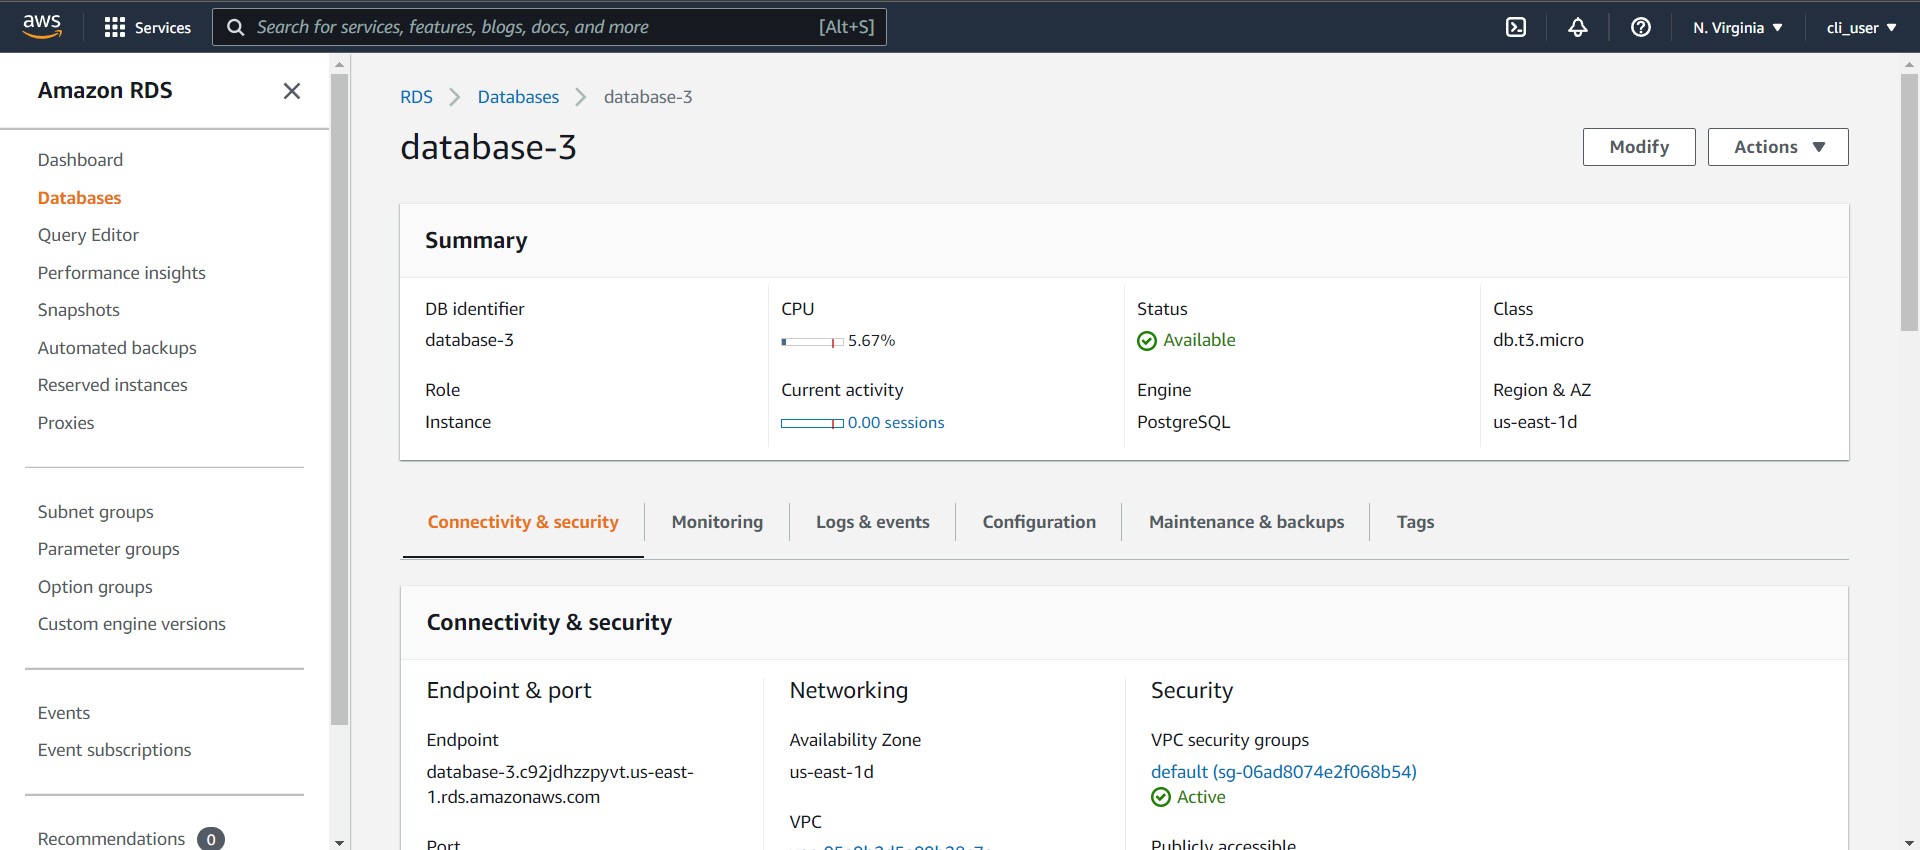 aws
Services
Search for services, features, blogs, docs, and more
[Alt+S]
N. Virginia
cli_user
Amazon RDS
Dashboard
Databases
Query Editor
Performance insights
Snapshots
Automated backups
Reserved instances
Proxies
Subnet groups
Parameter groups
Option groups
Custom engine versions
Events
Event subscriptions
Recommendations 0
RDS
Databases
database-3
database-3
Modify
Actions
Summary
DB identifier
database-3
CPU
5.67%
Status
Available
Class
db.t3.micro
Role
Instance
Current activity
0.00 sessions
Engine
PostgreSQL
Region & AZ
us-east-1d
Connectivity & security
Monitoring
Logs & events
Configuration
Maintenance & backups
Tags
Connectivity & security
Endpoint & port
Endpoint
database-3.c92jdhzzpyvt.us-east-
1.rds.amazonaws.com
Port
Networking
Availability Zone
us-east-1d
VPC
Security
VPC security groups
default (sg-06ad8074e2f068b54)
Active
Publicly accessible